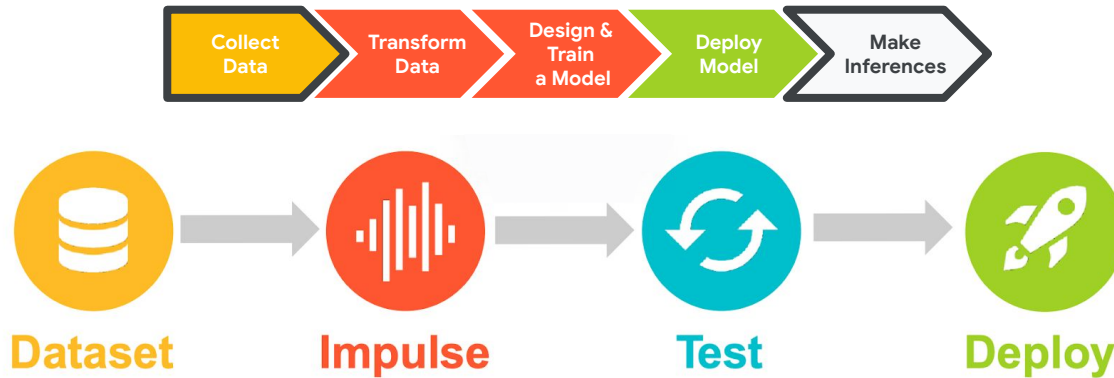 Collect
Data
Transform
Data
Design &
Train
a Model
Deploy
Model
Make
Inferences
Dataset
Impulse
Test
Deploy